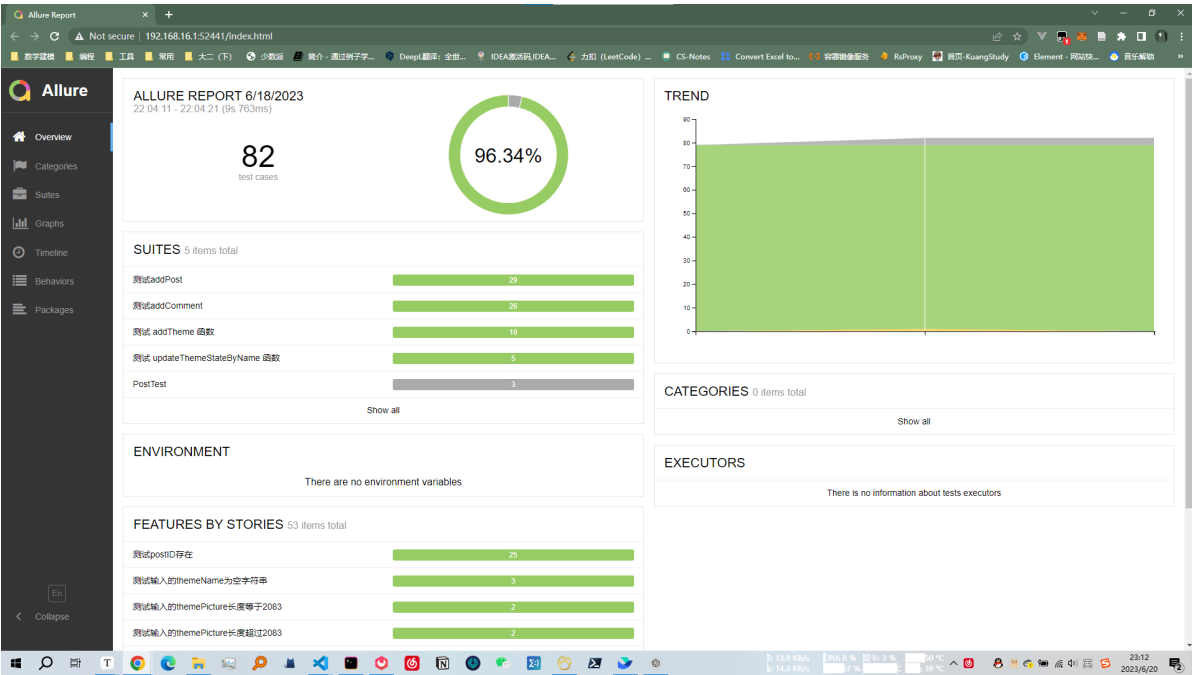 Allure Report
Not secure | 192.168.16.1:52441/index.html
数学建模 编程 工具 常用 大二 (下) 少数派 简介 - 通过例子学... DeepL翻译：全世... IDEA激活码,IDEA... 力扣 (LeetCode) ... CS-Notes Convert Excel to... 容器镜像服务 RsProxy 首页-KuangStudy Element - 网站快... 音乐解锁
Allure
Overview
Categories
Suites
Graphs
Timeline
Behaviors
Packages
En
Collapse
ALLURE REPORT 6/18/2023
22:04:11 - 22:04:21 (9s 763ms)
82
test cases
96.34%
SUITES 5 items total
测试addPost 29
测试addComment 26
测试 addTheme 函数 19
测试 updateThemeStateByName 函数 5
PostTest 3
Show all
ENVIRONMENT
There are no environment variables
FEATURES BY STORIES 53 items total
测试postID存在 25
测试输入的themeName为空字符串 3
测试输入的themePicture长度等于2083 2
测试输入的themePicture长度超过2083 2
TREND
90
80
70
60
50
40
30
20
10
0
CATEGORIES 0 items total
Show all
EXECUTORS
There is no information about tests executors
23:12
2023/6/20